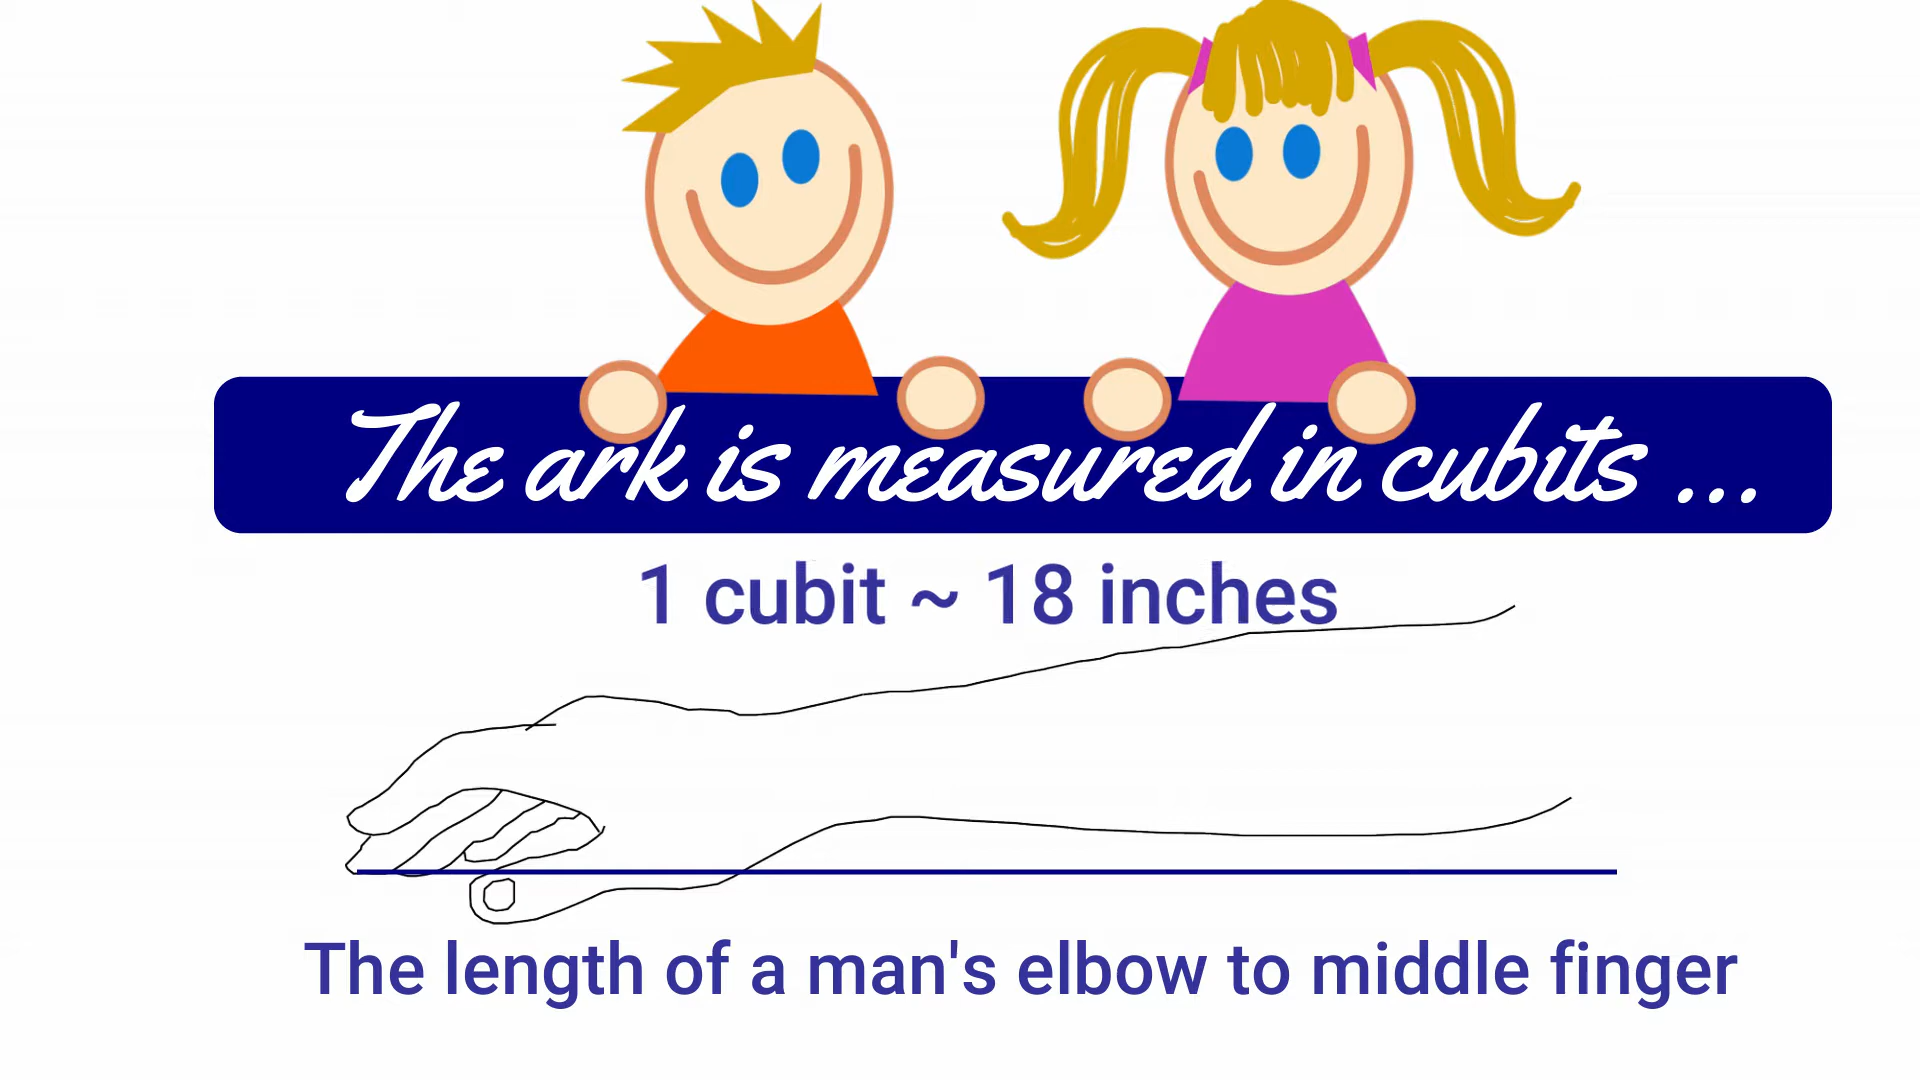 The ark is measured in cubits ...
1 cubit ~ 18 inches
The length of a man's elbow to middle finger